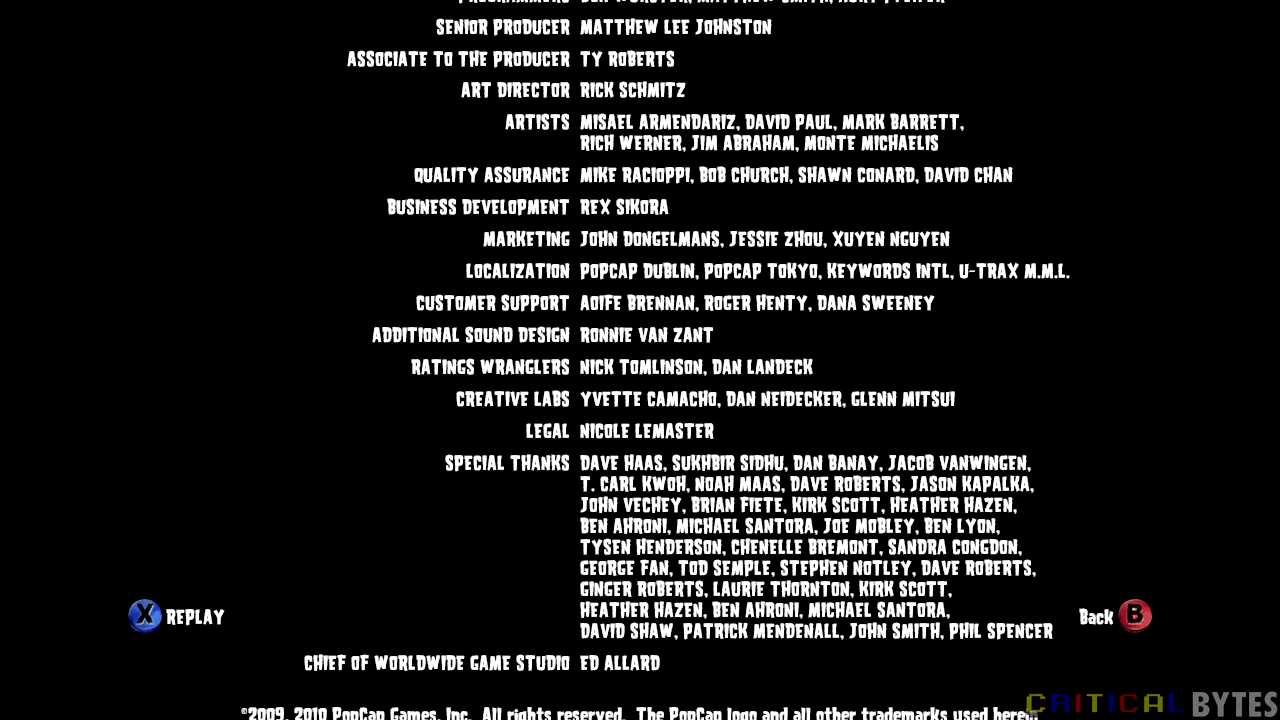 SENIOR PRODUCER MATTHEW LEE JOHNSTON
ASSOCIATE TO THE PRODUCER TY ROBERTS
ART DIRECTOR RICK SCHMITZ
ARTISTS MISAEL ARMENDARIZ, DAVID PAUL, MARK BARRETT,
RICH WERNER, JIM ABRAHAM, MONTE MICHAELIS
QUALITY ASSURANCE MIKE RACIOPPI, BOB CHURCH, SHAWN CONARD, DAVID CHAN
BUSINESS DEVELOPMENT REX SIKORA
MARKETING JOHN DONGELMANS, JESSIE ZHOU, XUYEN NGUYEN
LOCALIZATION POPCAP DUBLIN, POPCAP TOKYO, KEYWORDS INTL, U-TRAX M.M.L.
CUSTOMER SUPPORT AOIFE BRENNAN, ROGER HENTY, DANA SWEENEY
ADDITIONAL SOUND DESIGN RONNIE VAN ZANT
RATINGS WRANGLERS NICK TOMLINSON, DAN LANDECK
CREATIVE LABS YVETTE CAMACHO, DAN NEIDECKER, GLENN MITSUI
LEGAL NICOLE LEMASTER
SPECIAL THANKS DAVE HAAS, SUKHBIR SIDHU, DAN BANAY, JACOB VANWINGEN,
T. CARL KWOH, NOAH MAAS, DAVE ROBERTS, JASON KAPALKA,
JOHN VECHEY, BRIAN FIETE, KIRK SCOTT, HEATHER HAZEN,
BEN AHRONI, MICHAEL SANTORA, JOE MOBLEY, BEN LYON,
TYSEN HENDERSON, CHENELLE BREMONT, SANDRA CONGDON,
GEORGE FAN, TOD SEMPLE, STEPHEN NOTLEY, DAVE ROBERTS,
GINGER ROBERTS, LAURIE THORNTON, KIRK SCOTT,
HEATHER HAZEN, BEN AHRONI, MICHAEL SANTORA,
X REPLAY
Back B
DAVID SHAW, PATRICK MENDENALL, JOHN SMITH, PHIL SPENCER
CHIEF OF WORLDWIDE GAME STUDIO ED ALLARD
©2009, 2010 PopCap Games, Inc. All rights reserved. The PopCap logo and all other trademarks used herein
CRITICAL BYTES